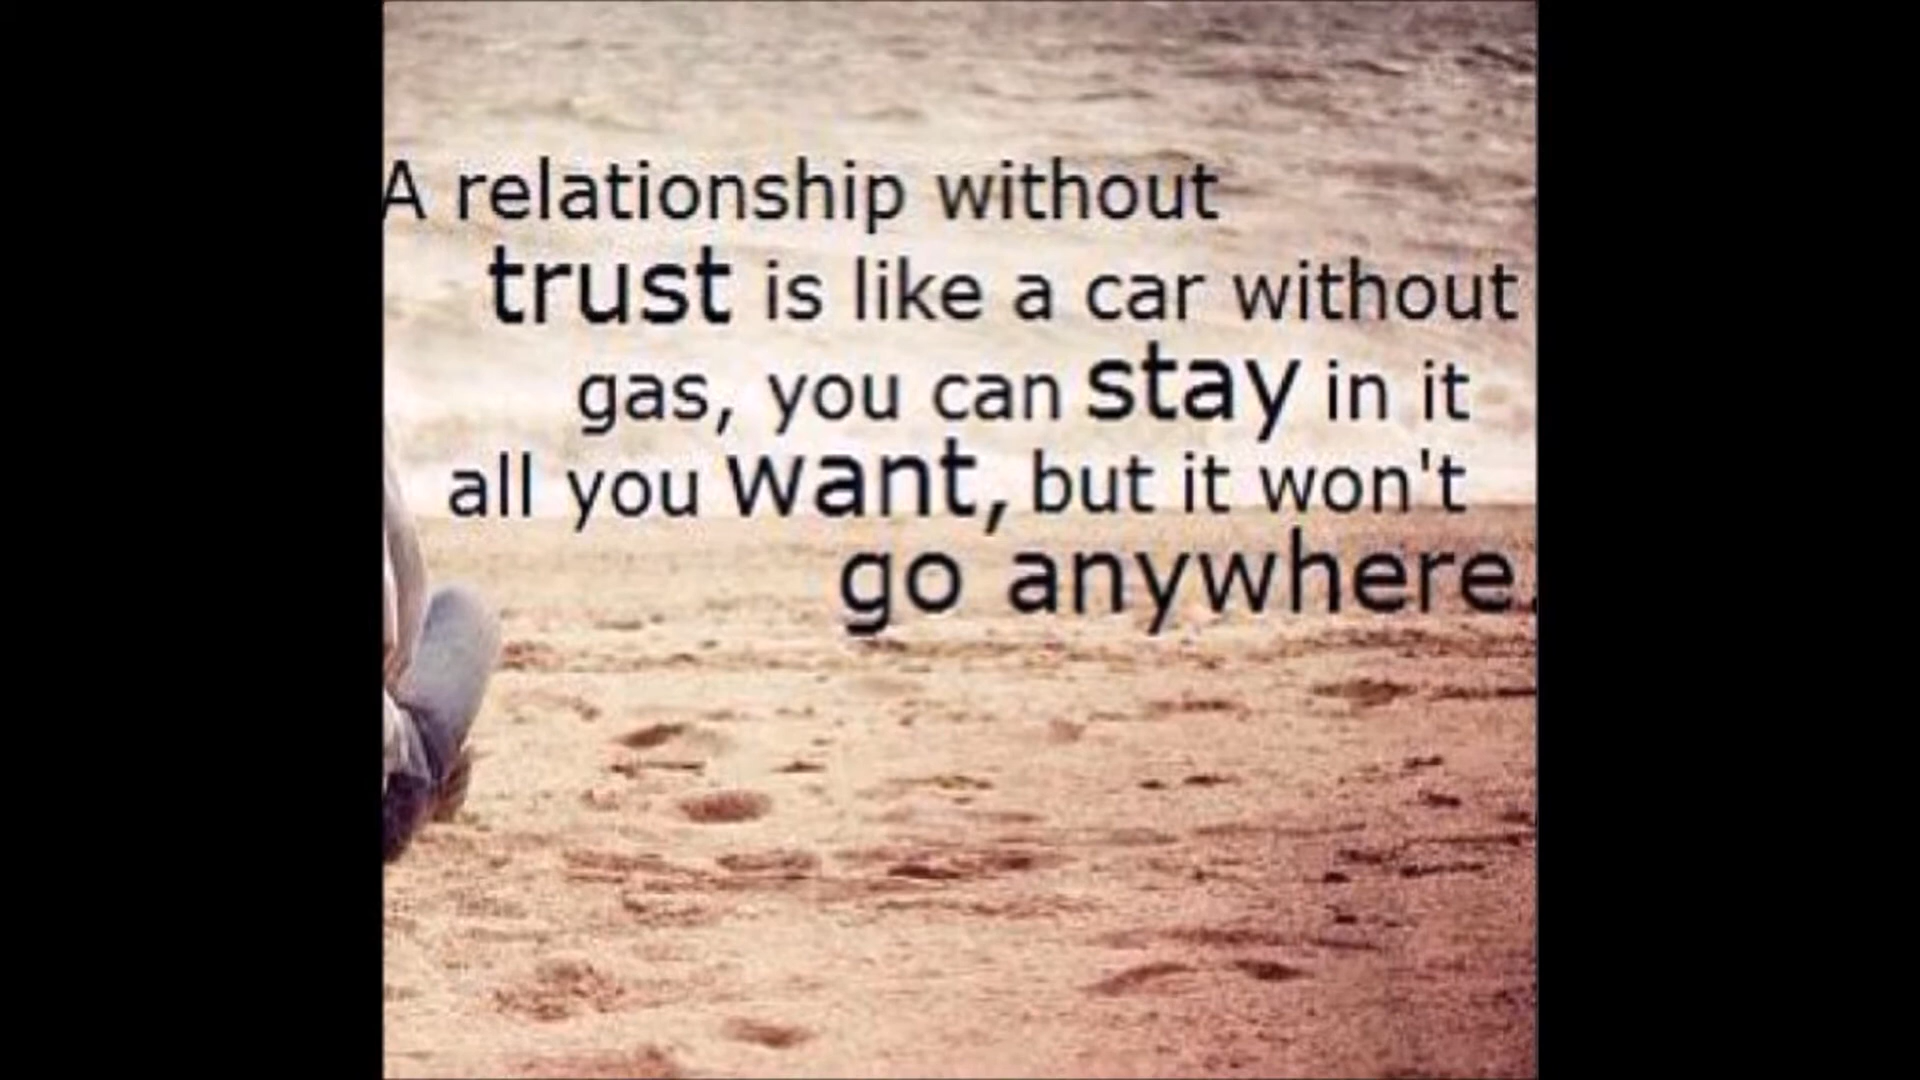 A relationship without
trust is like a car without
gas, you can stay in it
all you want, but it won't
go anywhere.